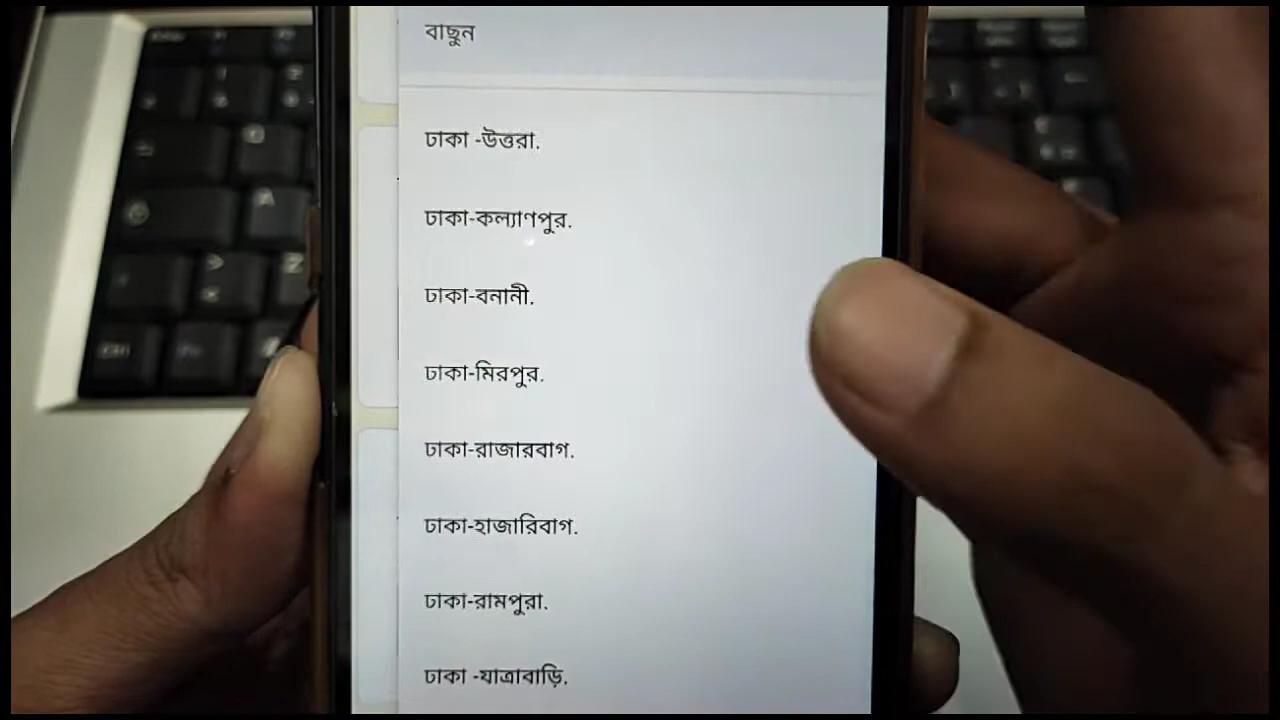 বাছুন
ঢাকা -উত্তরা.
ঢাকা-কল্যাণপুর.
ঢাকা-বনানী.
ঢাকা-মিরপুর.
ঢাকা-রাজারবাগ.
ঢাকা-হাজারিবাগ.
ঢাকা-রামপুরা.
ঢাকা -যাত্রাবাড়ি.